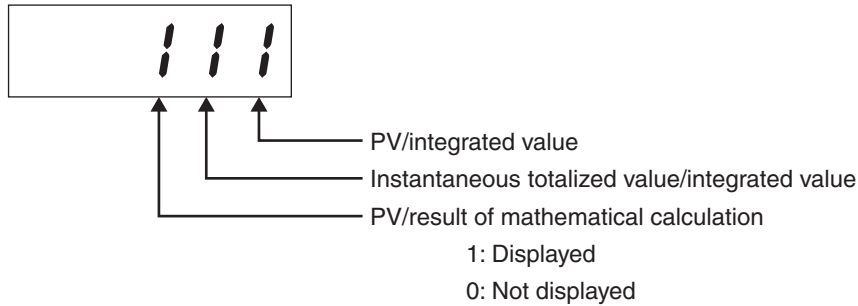 111
PV/integrated value
Instantaneous totalized value/integrated value
PV/result of mathematical calculation
1: Displayed
0: Not displayed